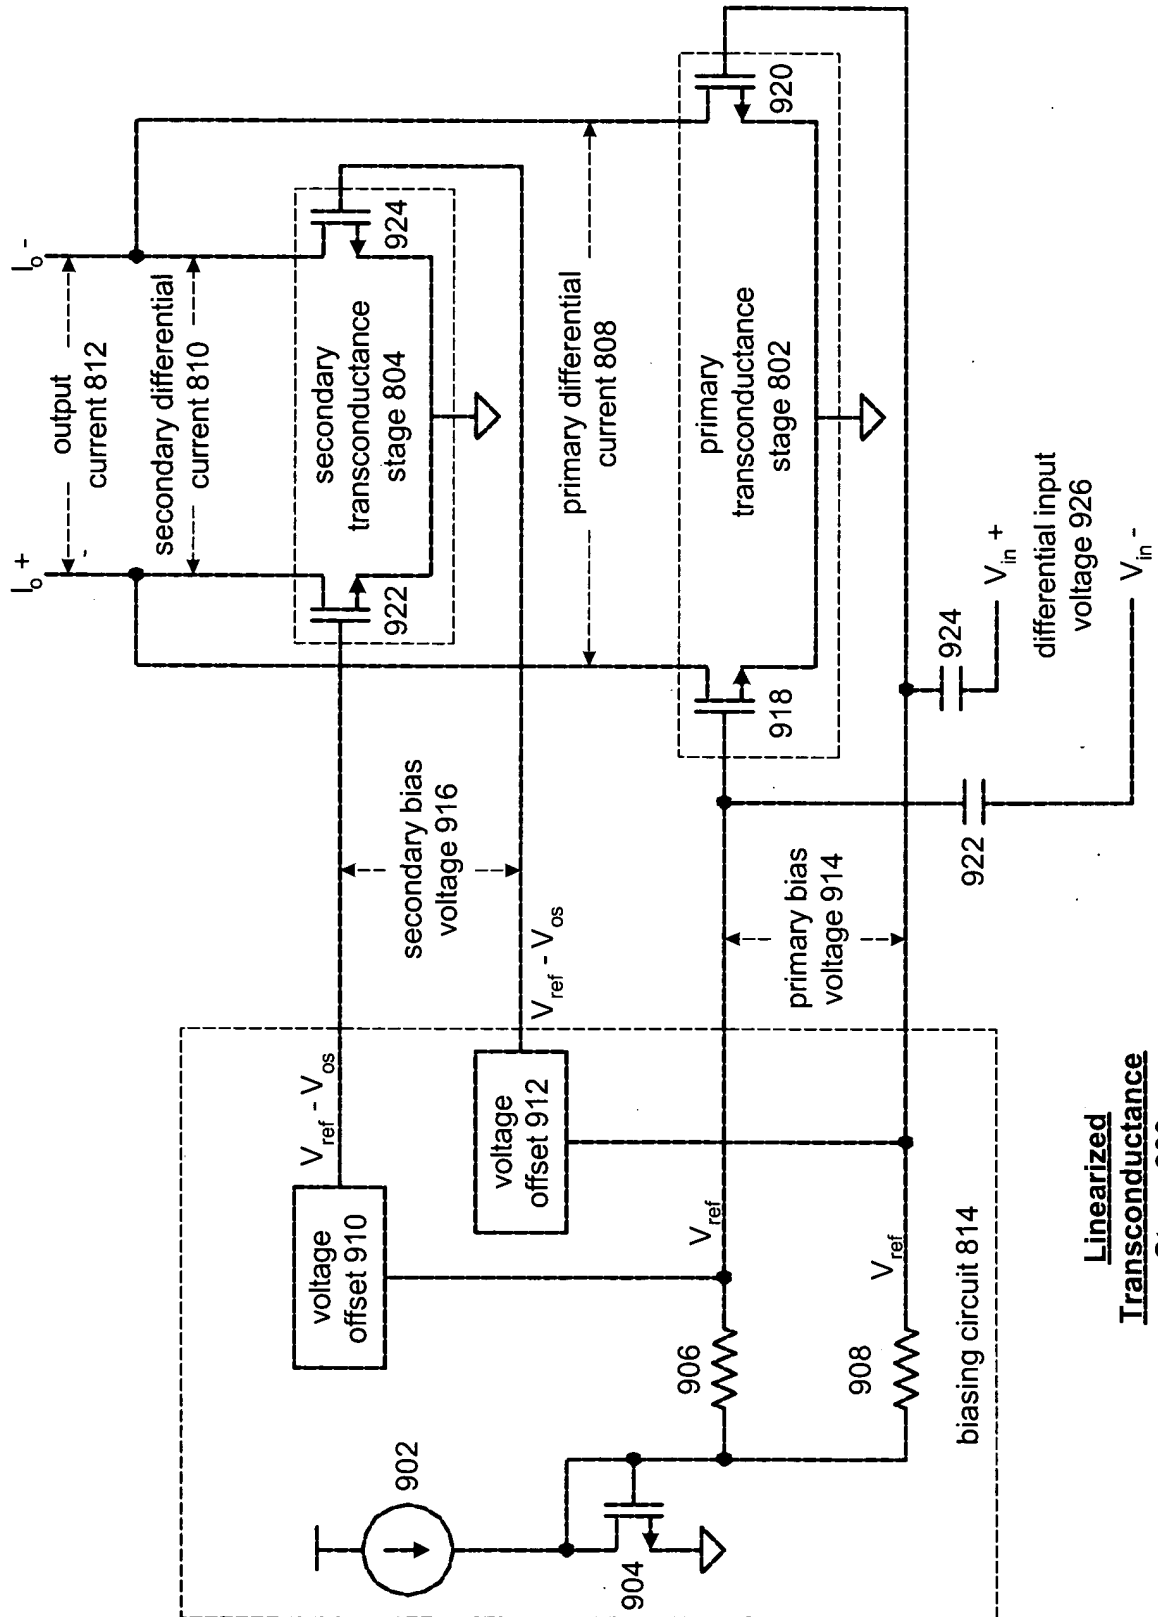 I_o +
I_o -
output
current 812
secondary differential
current 810
secondary
transconductance
stage 804
922
924
primary differential
current 808
primary
transconductance
stage 802
918
920
secondary bias
voltage 916
primary bias
voltage 914
922
924
V_in +
differential input
voltage 926
V_in -
V_ref - V_os
V_ref - V_os
voltage
offset 910
voltage
offset 912
V_ref
V_ref
902
904
906
908
biasing circuit 814
Linearized
Transconductance